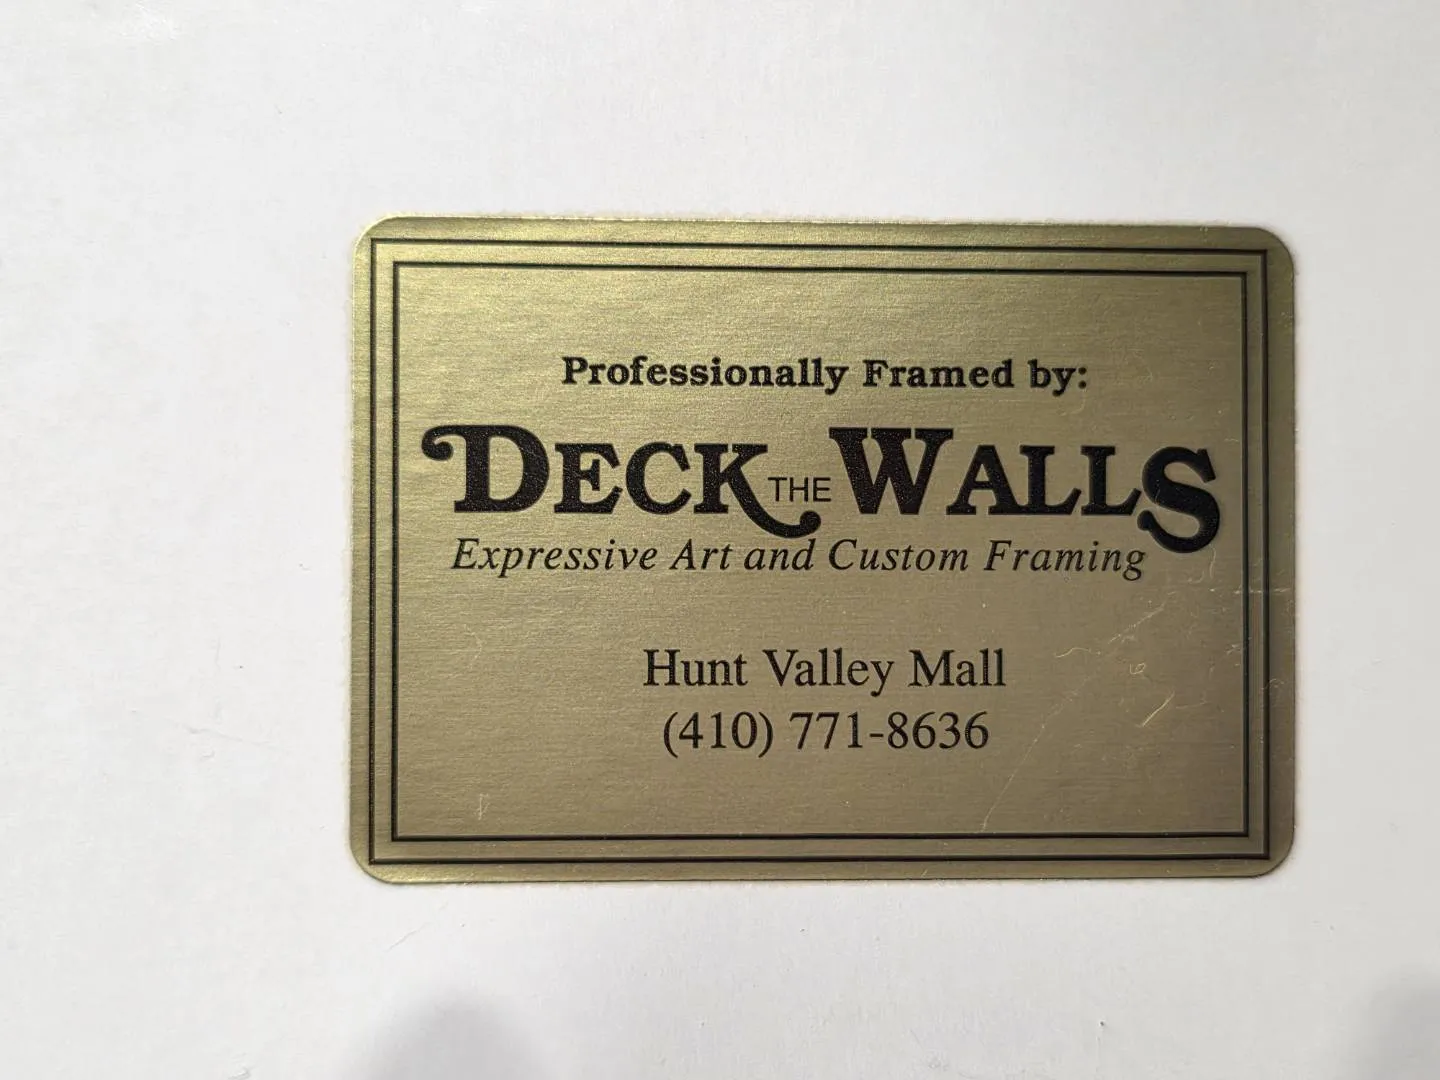 Professionally Framed by:
DECK THE WALLS
Expressive Art and Custom Framing
Hunt Valley Mall
(410) 771-8636